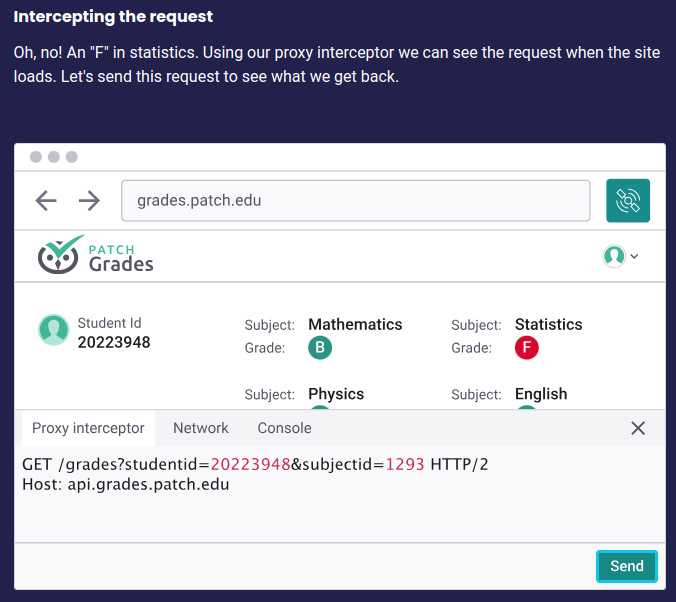 Intercepting the request
Oh, no! An "F" in statistics. Using our proxy interceptor we can see the request when the site
loads. Let's send this request to see what we get back.
grades.patch.edu
PATCH
Grades
Student Id
20223948
Subject: Mathematics
Grade: B
Subject: Statistics
Grade: F
Subject: Physics
Subject: English
Proxy interceptor Network Console
GET /grades?studentid=20223948&subjectid=1293 HTTP/2
Host: api.grades.patch.edu
Send